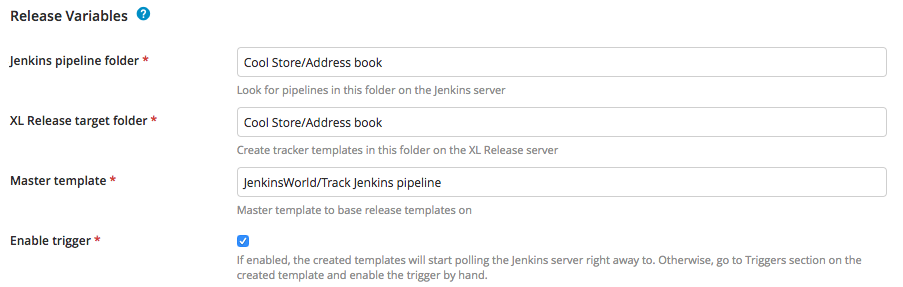 Release Variables ?
Jenkins pipeline folder *
Cool Store/Address book
Look for pipelines in this folder on the Jenkins server
XL Release target folder *
Cool Store/Address book
Create tracker templates in this folder on the XL Release server
Master template *
JenkinsWorld/Track Jenkins pipeline
Master template to base release templates on
Enable trigger *
If enabled, the created templates will start polling the Jenkins server right away to. Otherwise, go to Triggers section on the
created template and enable the trigger by hand.